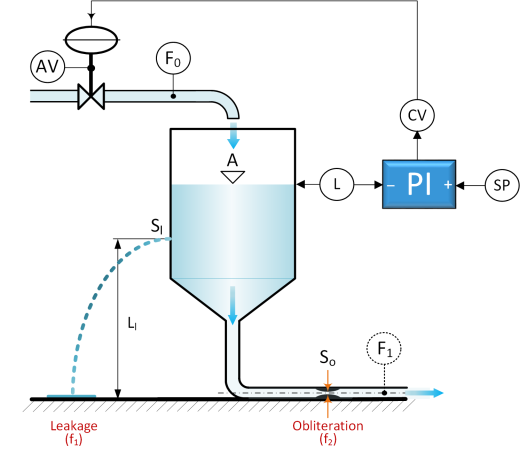 AV
F₀
CV
A
L
− PI +
SP
Sₗ
Lₗ
Sₒ
F₁
Leakage
(f₁)
Obliteration
(f₂)